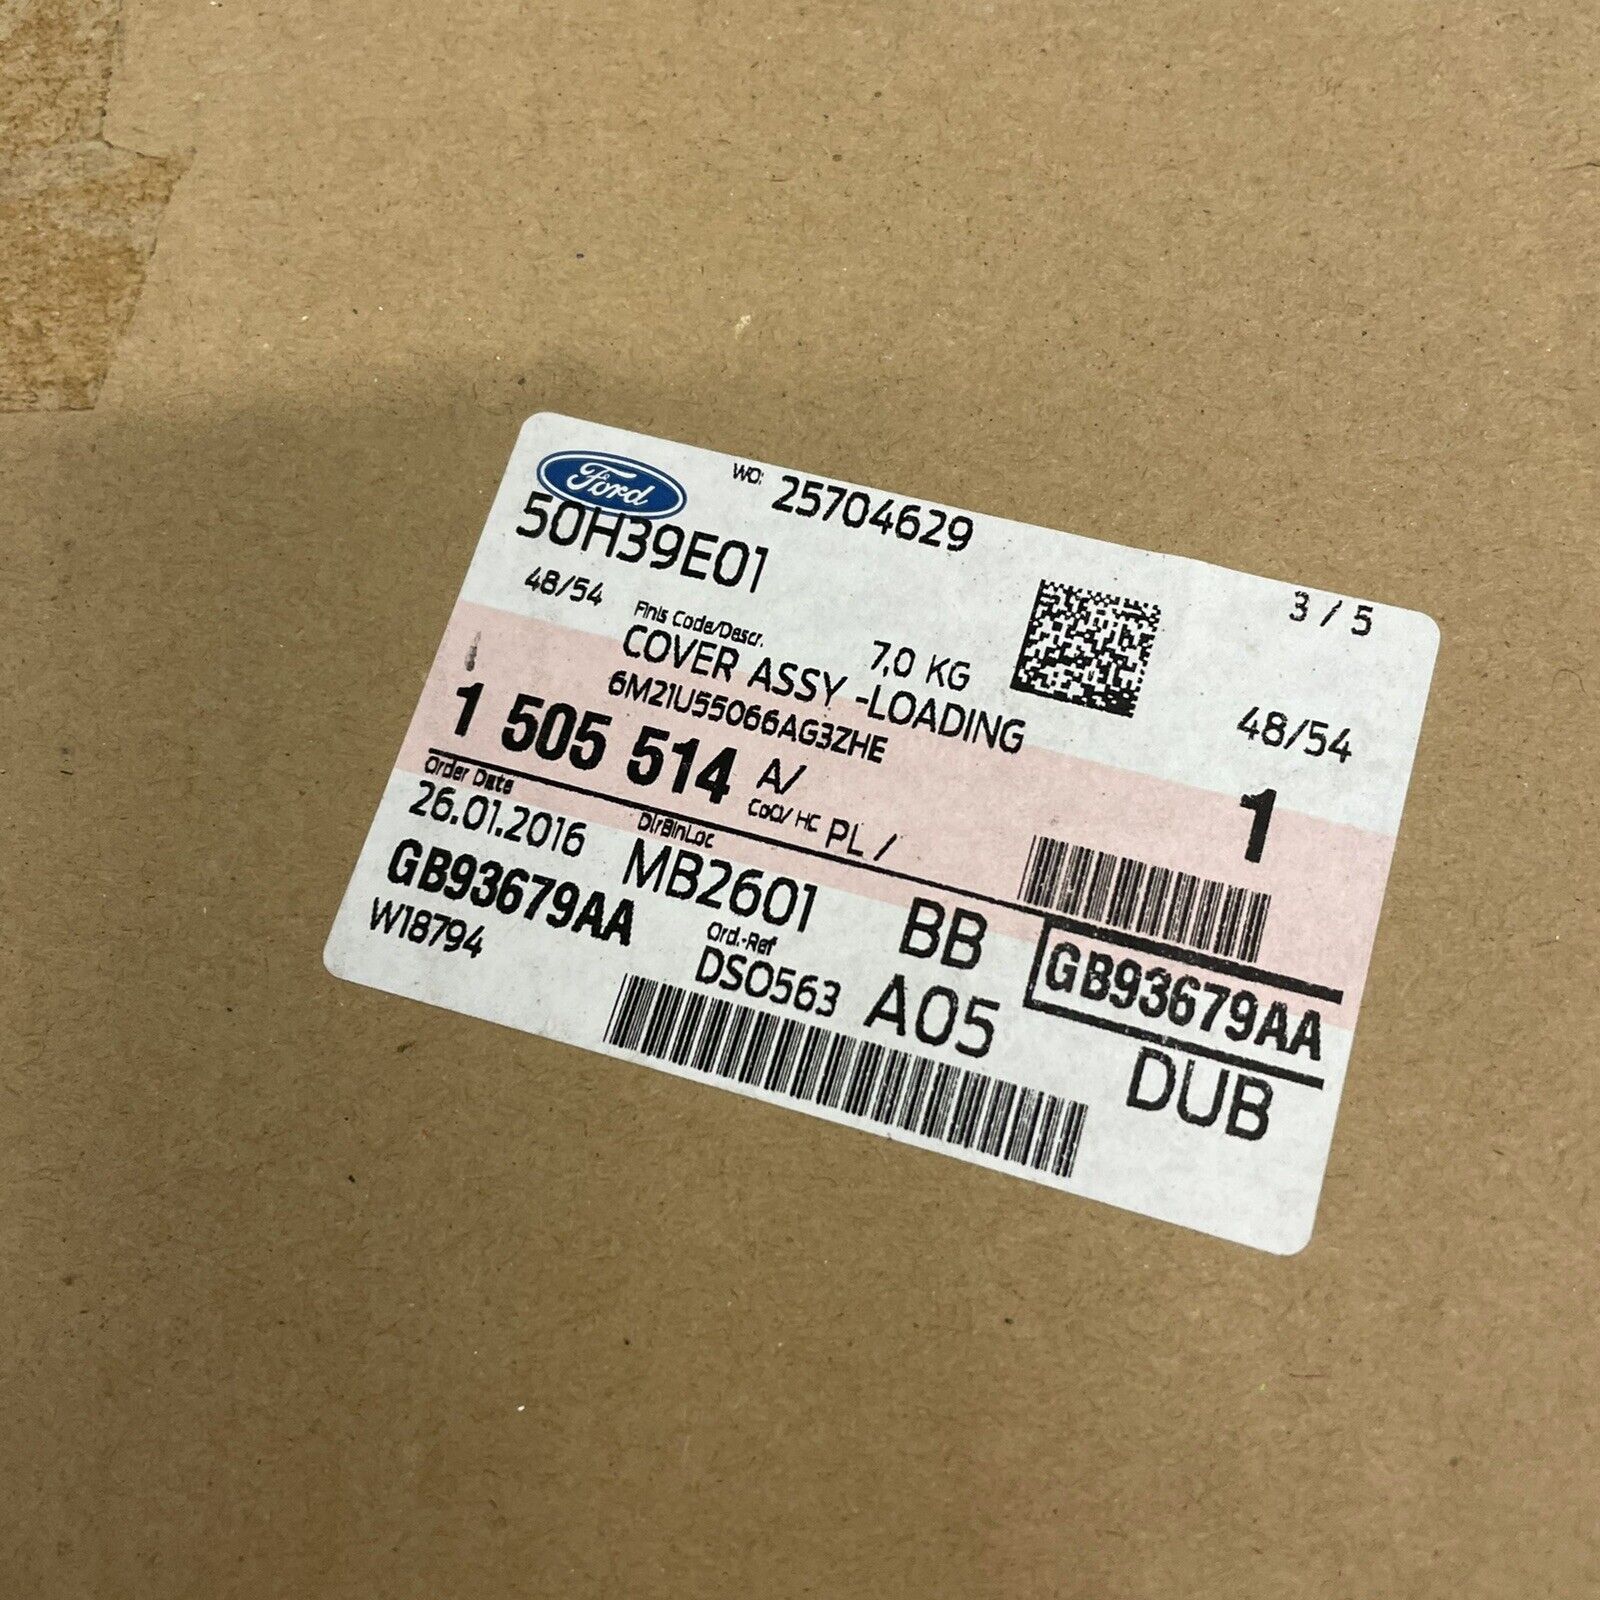 Ford
WO: 25704629
50H39E01
3 / 5
48/54
Finis Code/Descr.
7,0 KG
COVER ASSY -LOADING
48/54
6M21U55066AG3ZHE
1 505 514 A/
1
Order Date
CoO/ HC PL /
26.01.2016
DirBinLoc
MB2601
BB
GB93679AA
GB93679AA
W18794
Ord.-Ref
DSO563
A05
DUB